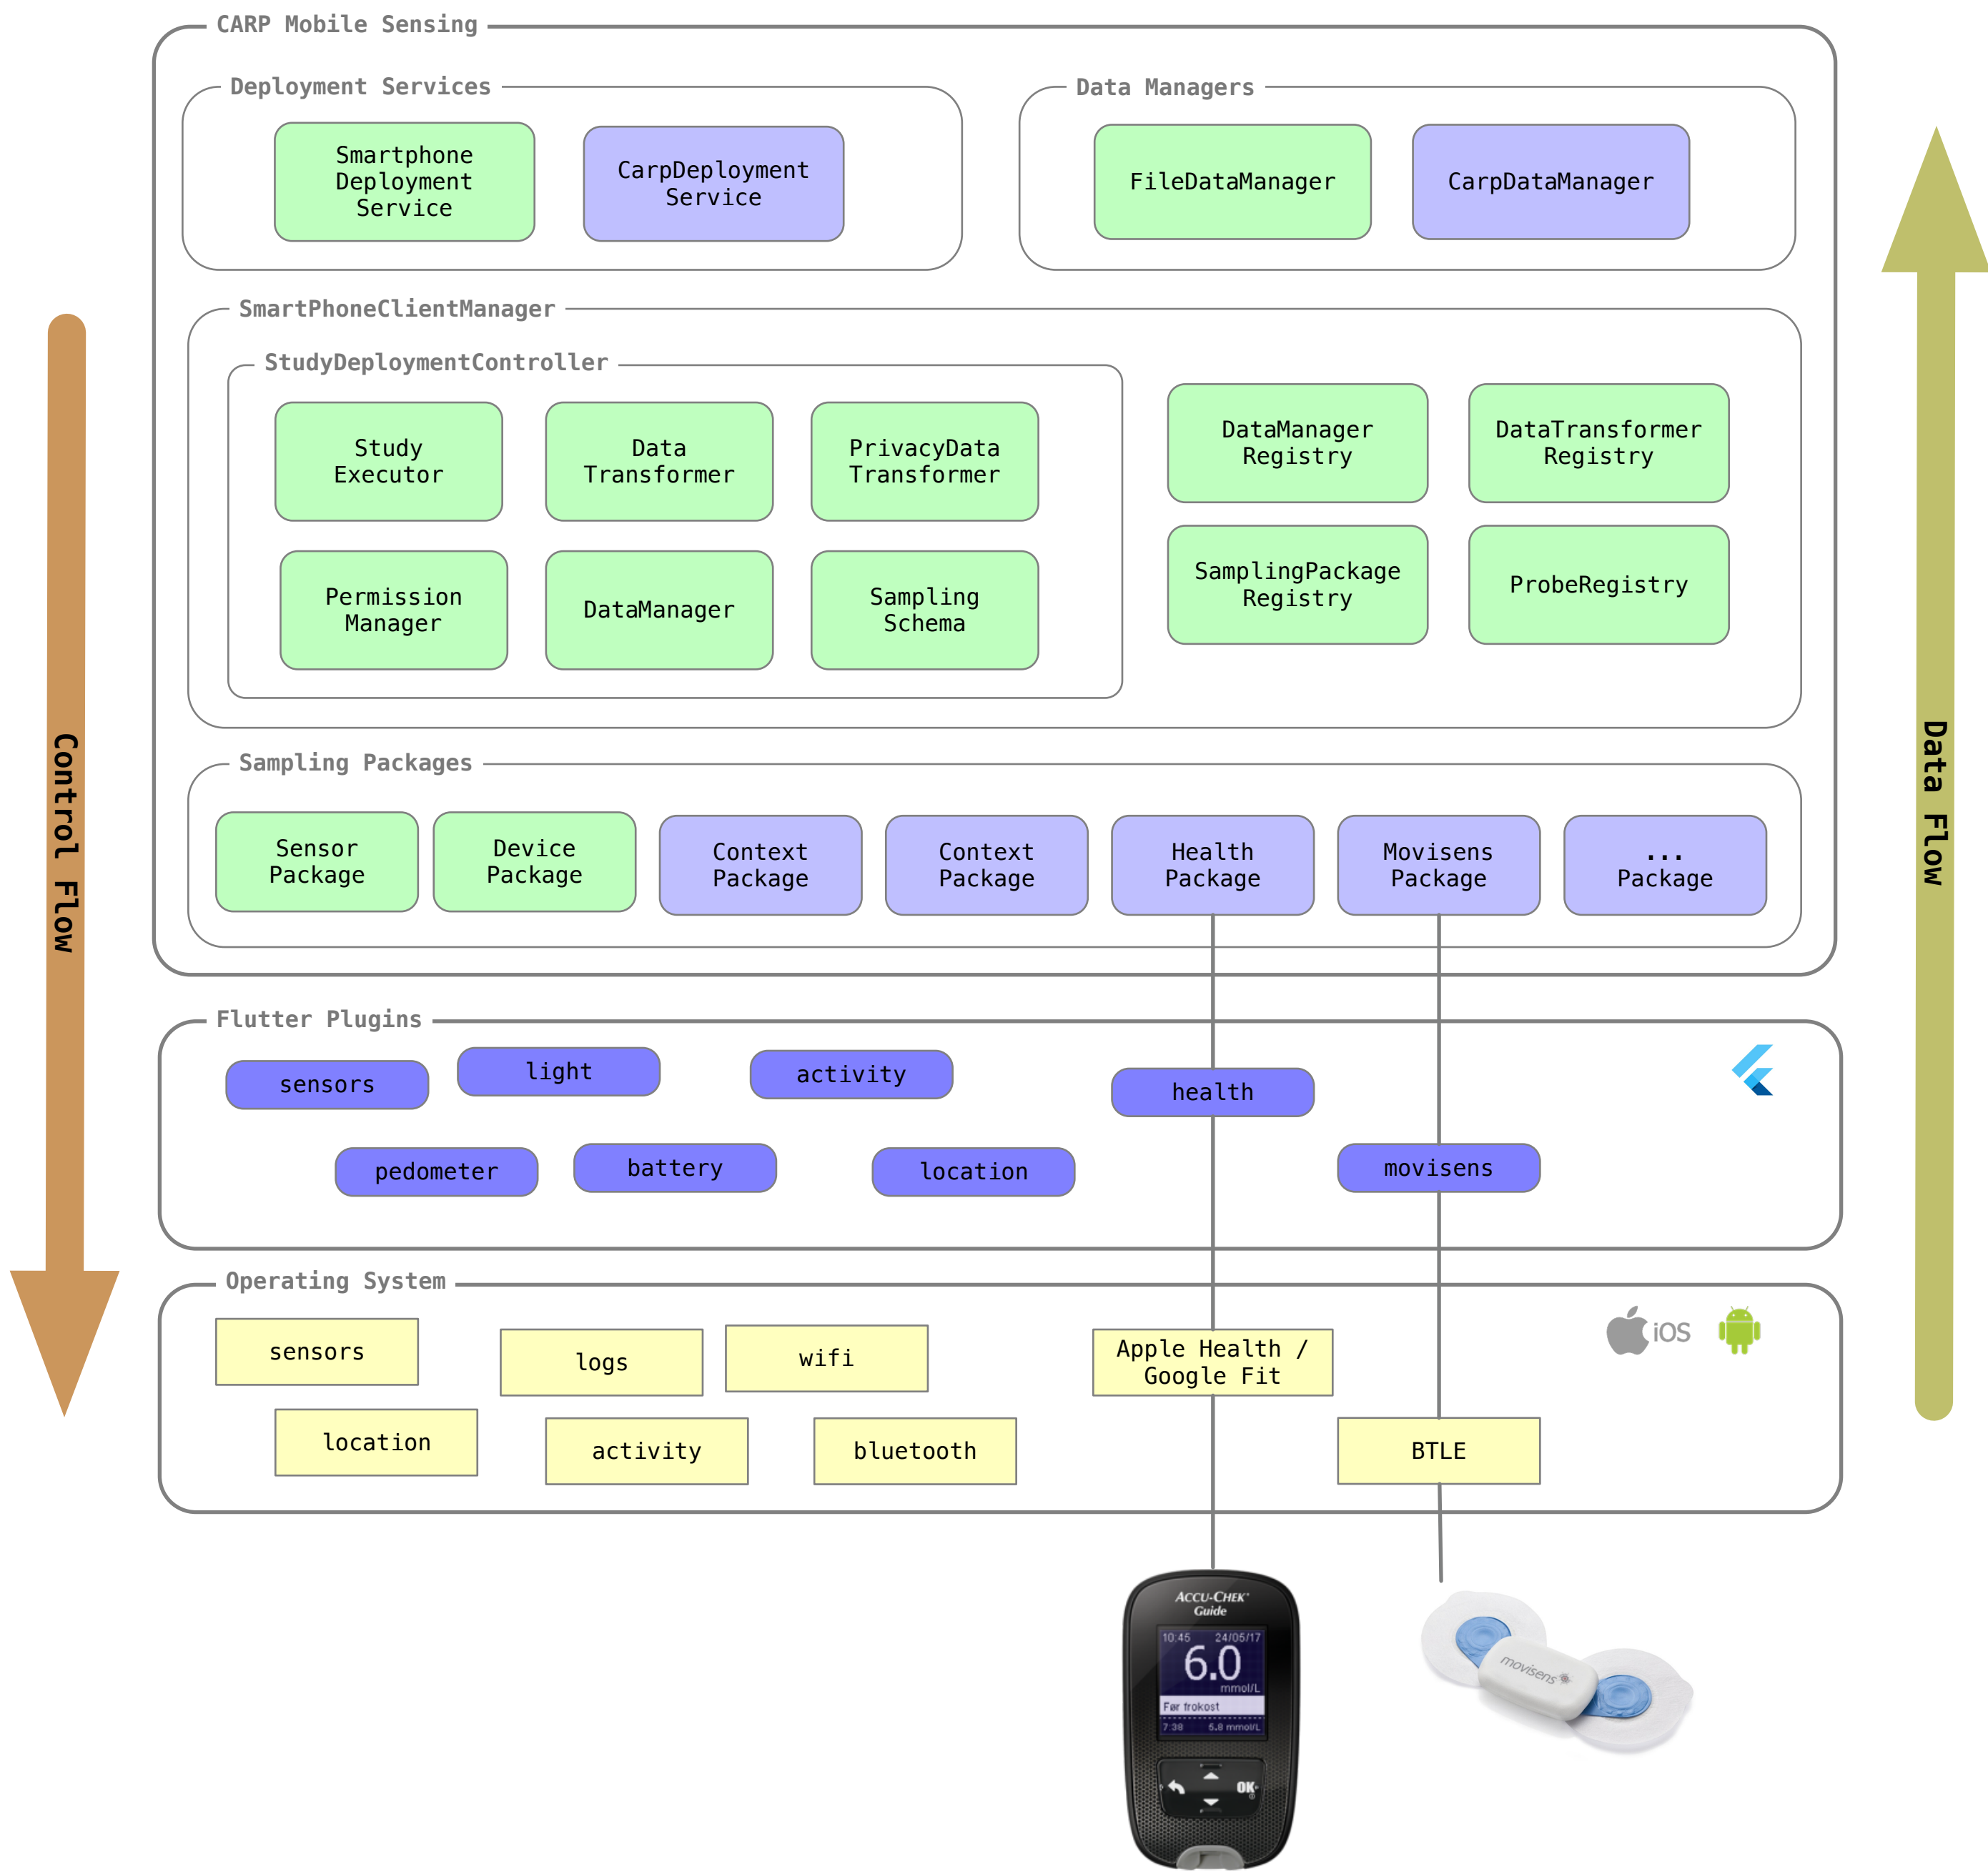 CARP Mobile Sensing
Deployment Services
Smartphone
Deployment
Service
CarpDeployment
Service
Data Managers
FileDataManager
CarpDataManager
SmartPhoneClientManager
StudyDeploymentController
Study
Executor
Data
Transformer
PrivacyData
Transformer
Permission
Manager
DataManager
Sampling
Schema
DataManager
Registry
DataTransformer
Registry
SamplingPackage
Registry
ProbeRegistry
Sampling Packages
Sensor
Package
Device
Package
Context
Package
Context
Package
Health
Package
Movisens
Package
...
Package
Control Flow
Data Flow
Flutter Plugins
sensors
light
activity
health
pedometer
battery
location
movisens
Operating System
sensors
logs
wifi
Apple Health /
Google Fit
iOS
location
activity
bluetooth
BTLE
ACCU-CHEK
Guide
10:45 24/05/17
6.0
mmol/L
Før frokost
7:38 5.8 mmol/L
OK
movisens